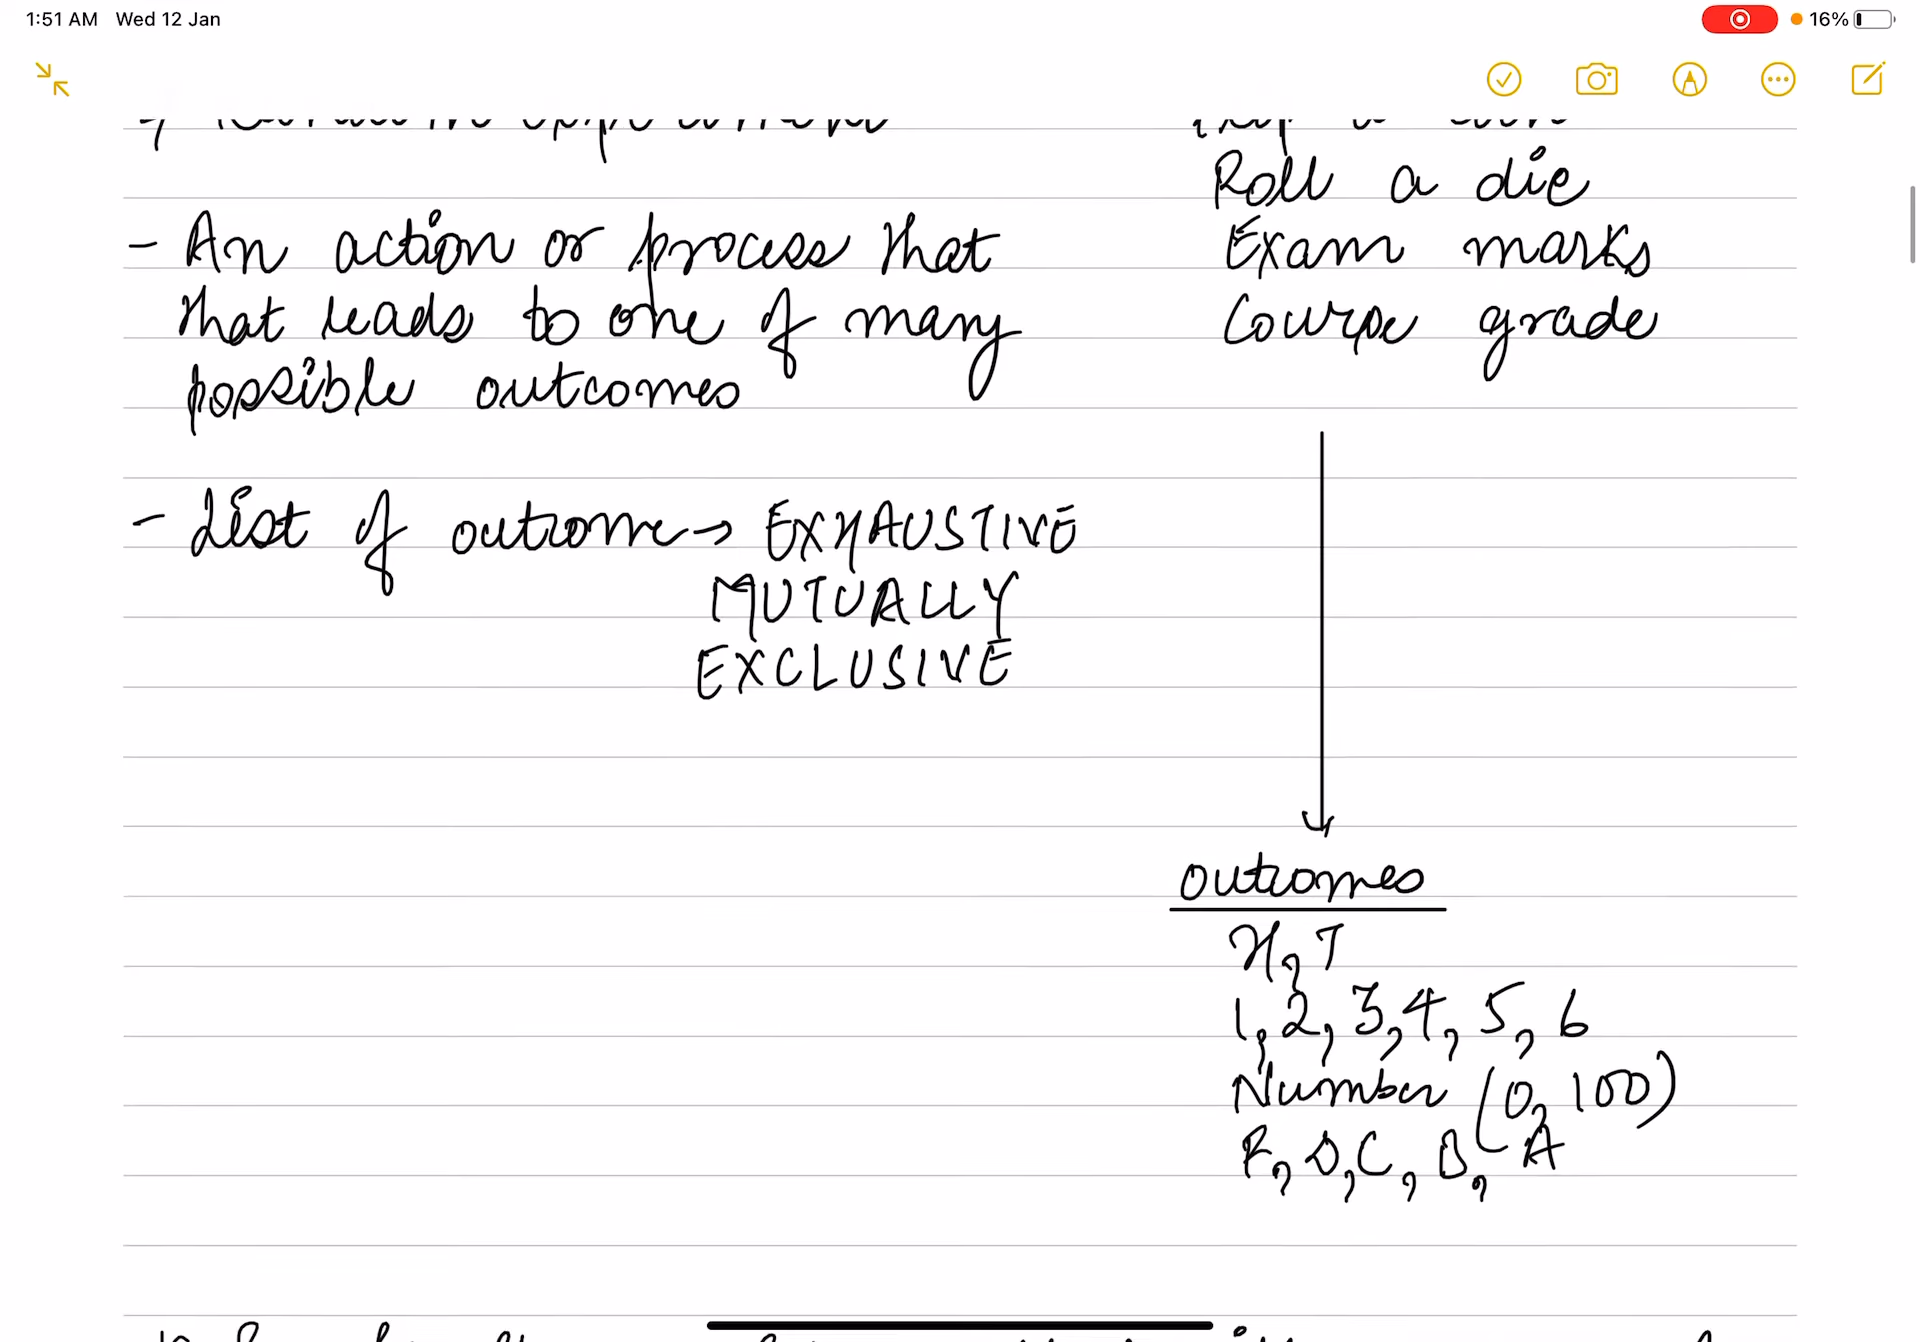 1:51 AM Wed 12 Jan
16%
Roll a die
- An action or process that
Exam marks
that leads to one of many
Course grade
possible outcomes
- List of outcome → EXHAUSTIVE
MUTUALLY
EXCLUSIVE
outcomes
H, T
1, 2, 3, 4, 5, 6
Number (0, 100)
F, D, C, B, A